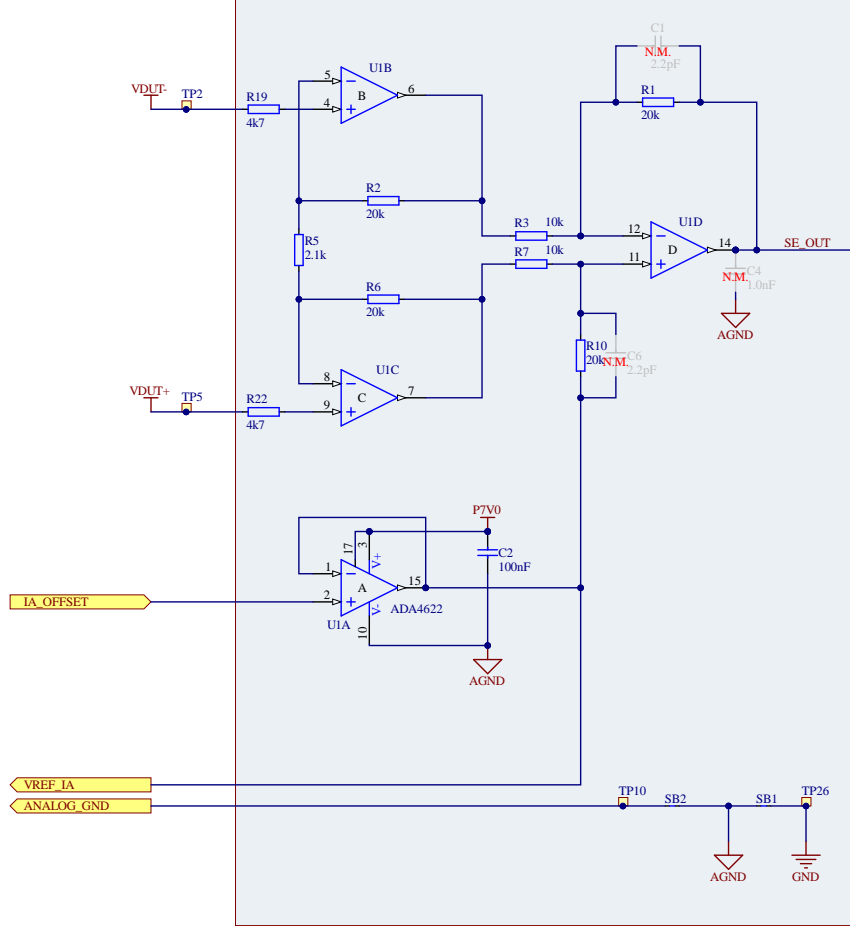 C1
N.M.
2.2pF
U1B
5
6
B
4
VDUT-
TP2
R19
4k7
R1
20k
R2
20k
R3 10k
U1D
12
14
D
11
SE_OUT
R5
2.1k
R7 10k
C4
N.M.
1.0nF
R6
20k
AGND
R10
20k
N.M.
C6
2.2pF
U1C
8
7
C
9
VDUT+
TP5
R22
4k7
P7V0
17
3
V+
C2
100nF
1
15
A
2
V-
ADA4622
IA_OFFSET
U1A
10
AGND
VREF_IA
ANALOG_GND
TP10
SB2
SB1
TP26
AGND
GND